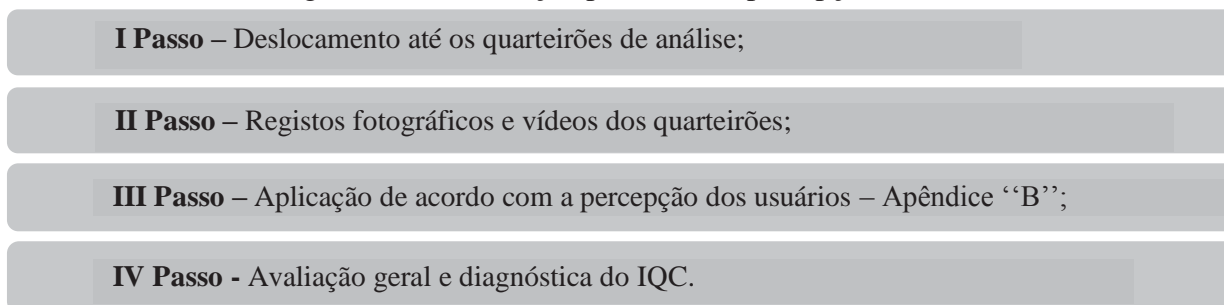 I Passo – Deslocamento até os quarteirões de análise;
II Passo – Registos fotográficos e vídeos dos quarteirões;
III Passo – Aplicação de acordo com a percepção dos usuários – Apêndice ‘‘B’’;
IV Passo - Avaliação geral e diagnóstica do IQC.